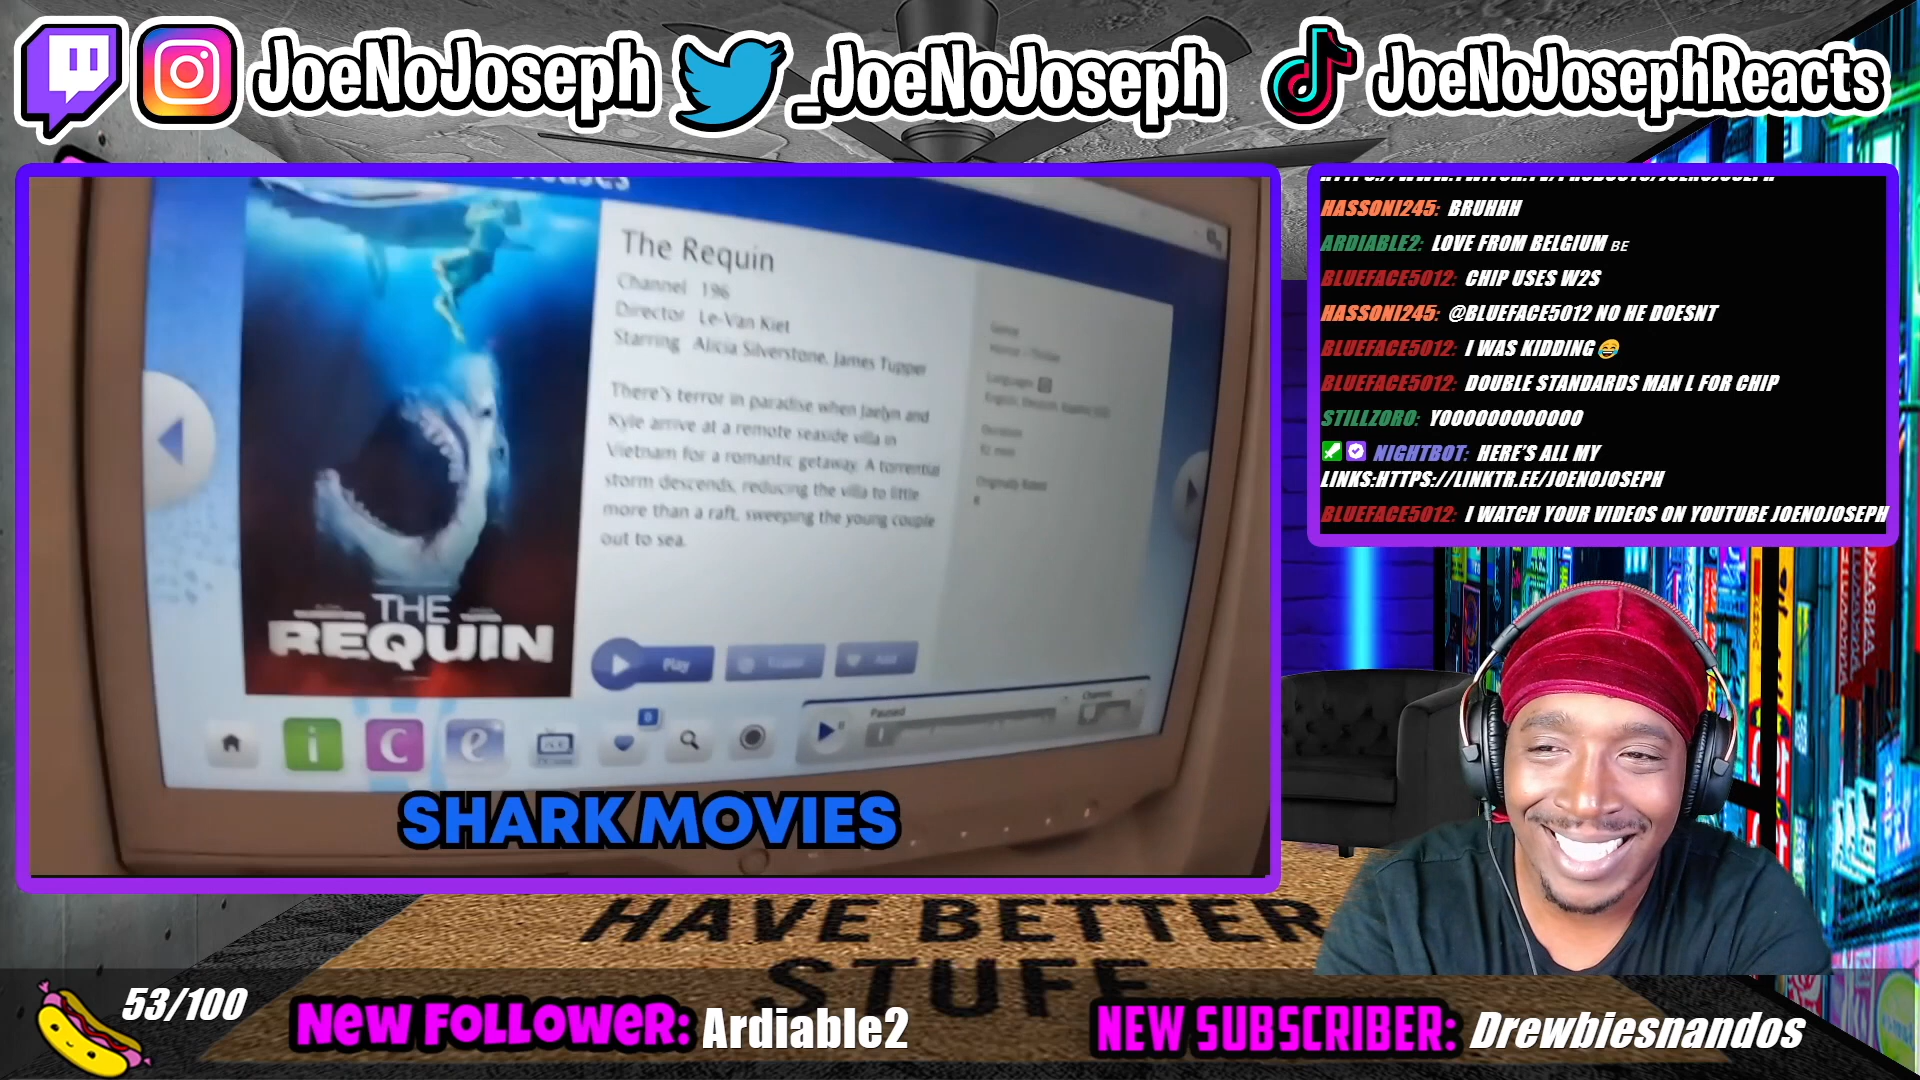 JoeNoJoseph
_JoeNoJoseph
JoeNoJosephReacts
The Requin
Channel 196
Director Le-Van Kiet
Starring Alicia Silverstone, James Tupper
There's terror in paradise when Jaelyn and
Kyle arrive at a remote seaside villa in
Vietnam for a romantic getaway. A torrential
storm descends, reducing the villa to little
more than a raft, sweeping the young couple
out to sea.
THE
REQUIN
Play
Paused
Channel
i
C
e
SHARK MOVIES
HASSONI245: BRUHHH
ARDIABLE2: LOVE FROM BELGIUM BE
BLUEFACE5012: CHIP USES W2S
HASSONI245: @BLUEFACE5012 NO HE DOESNT
BLUEFACE5012: I WAS KIDDING😂
BLUEFACE5012: DOUBLE STANDARDS MAN L FOR CHIP
STILLZORO: YOOOOOOOOOOOO
NIGHTBOT: HERE'S ALL MY
LINKS:HTTPS://LINKTR.EE/JOENOJOSEPH
BLUEFACE5012: I WATCH YOUR VIDEOS ON YOUTUBE JOENOJOSEPH
HAVE BETTER
STUFF
53/100
NEW FOLLOWER: Ardiable2
NEW SUBSCRIBER: Drewbiesnandos